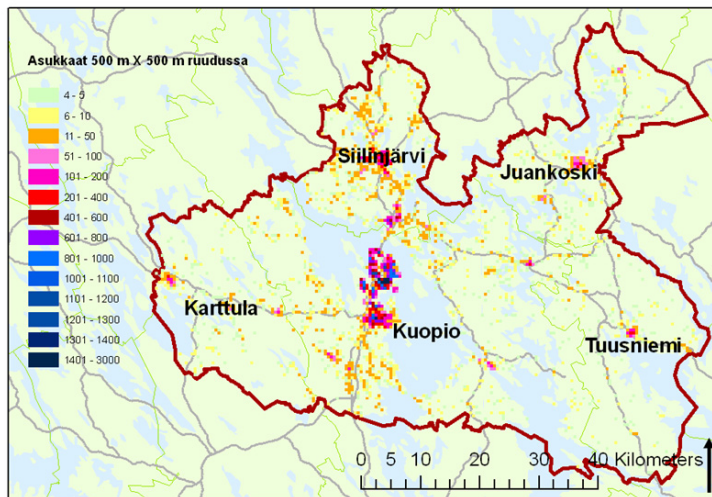 Asukkaat 500 m X 500 m ruudussa
4 - 5
6 - 10
11 - 50
51 - 100
101 - 200
201 - 400
401 - 600
601 - 800
801 - 1000
1001 - 1100
1101 - 1200
1201 - 1300
1301 - 1400
1401 - 3000
Siilinjärvi
Juankoski
Karttula
Kuopio
Tuusniemi
0 5 10 20 30 40 Kilometers